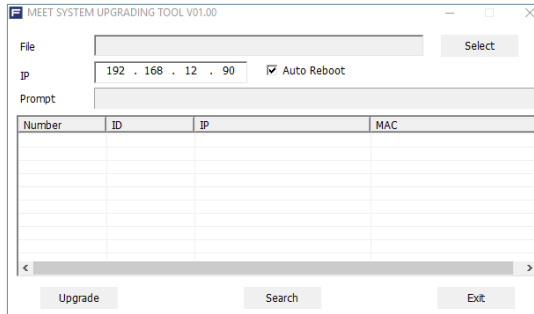 MEET SYSTEM UPGRADING TOOL V01.00
File Select
IP 192 . 168 . 12 . 90 Auto Reboot
Prompt
Number ID IP MAC
Upgrade Search Exit